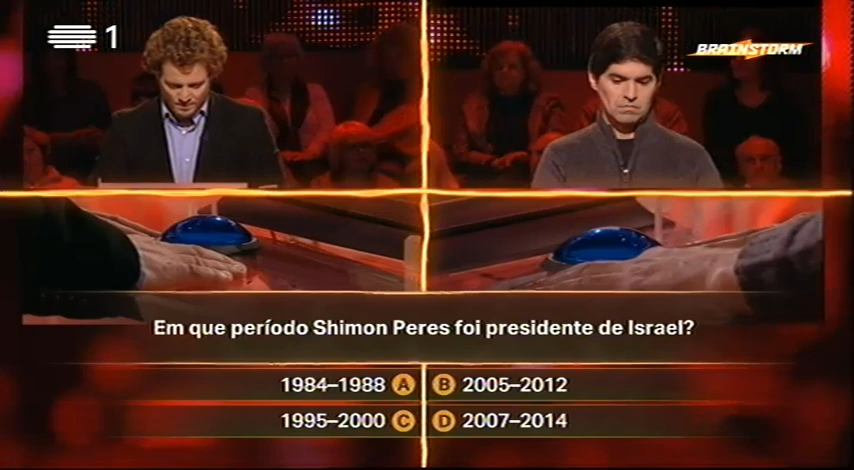 1
BRAINSTORM
Em que período Shimon Peres foi presidente de Israel?
1984–1988 A B 2005–2012
1995–2000 C D 2007–2014